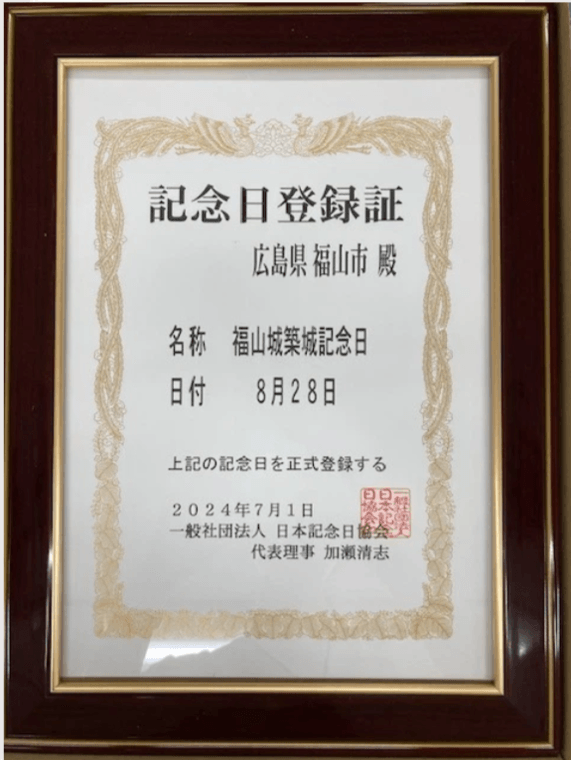 記念日登録証
広島県 福山市 殿
名称 福山城築城記念日
日付 8月28日
上記の記念日を正式登録する
2024年7月1日
一般社団法人 日本記念日協会
代表理事 加瀬清志